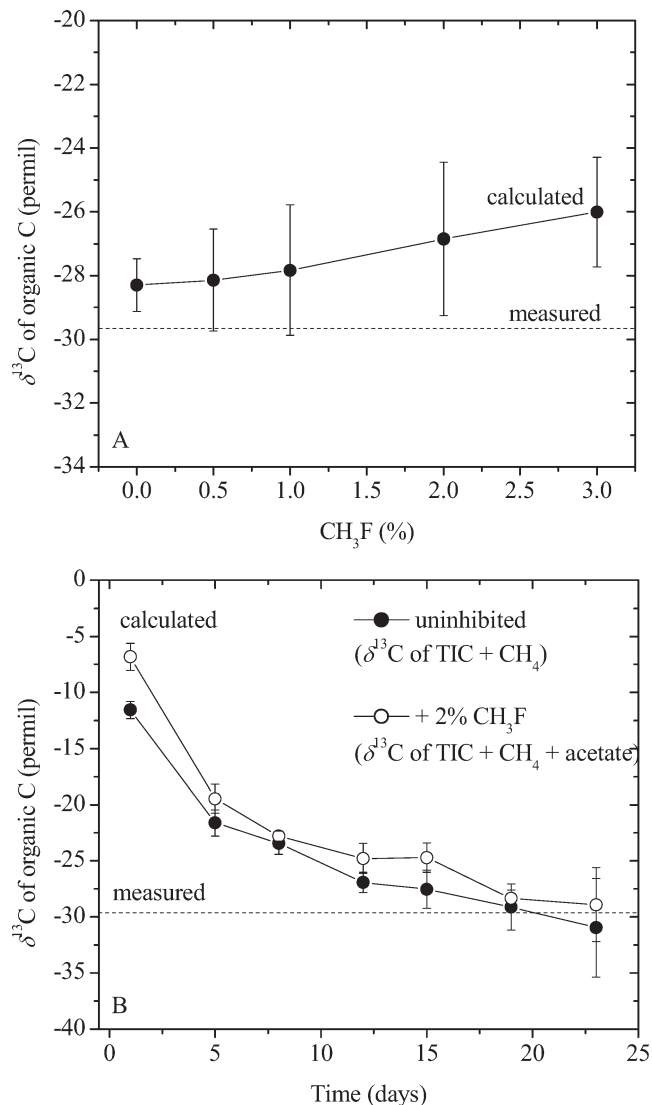 -20
-22
-24
-26
-28
-30
-32
-34
δ¹³C of organic C (permil)
calculated
measured
A
0.0 0.5 1.0 1.5 2.0 2.5 3.0
CH₃F (%)
0
-5
-10
-15
-20
-25
-30
-35
-40
δ¹³C of organic C (permil)
calculated
uninhibited
(δ¹³C of TIC + CH₄)
+ 2% CH₃F
(δ¹³C of TIC + CH₄ + acetate)
measured
B
0 5 10 15 20 25
Time (days)